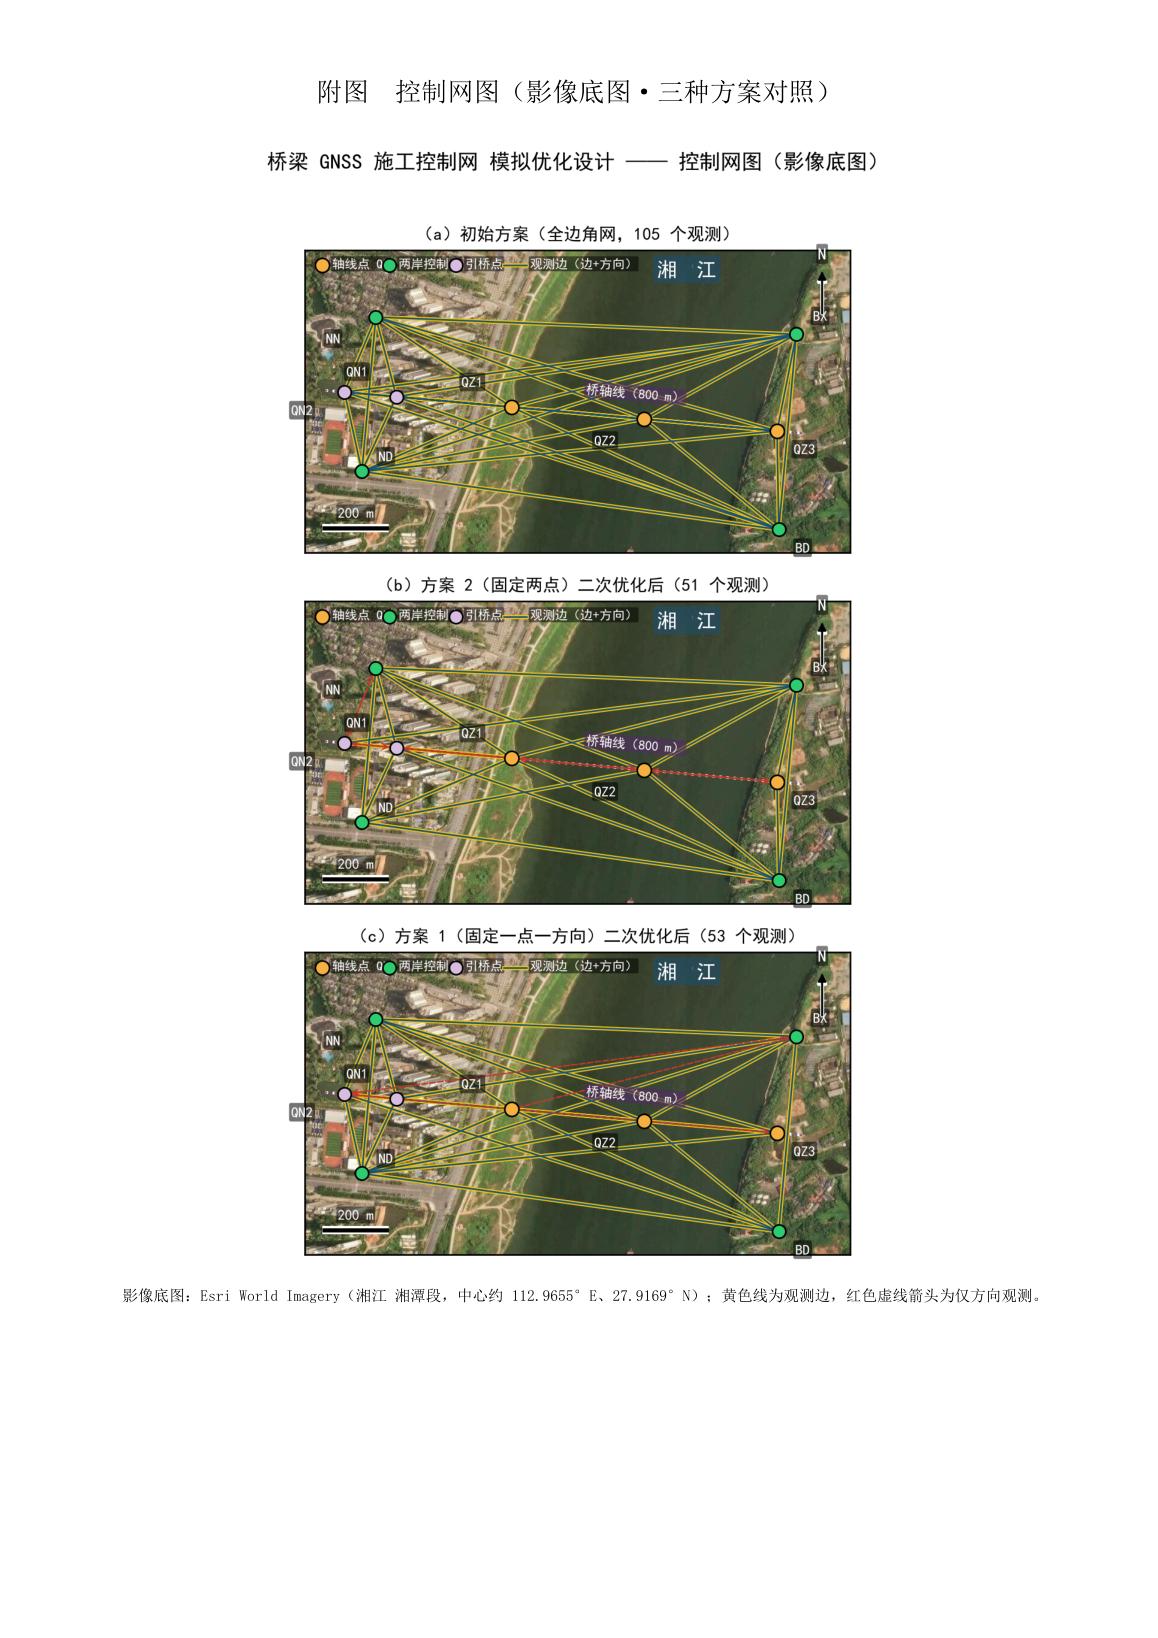 附图 控制网图（影像底图·三种方案对照）
桥梁 GNSS 施工控制网 模拟优化设计 —— 控制网图（影像底图）
（a）初始方案（全边角网，105 个观测）
轴线点 Q 两岸控制 引桥点 观测边（边+方向） 湘 江 N
BX
NN
QN1
QZ1
桥轴线（800 m）
QN2
QZ2
QZ3
ND
200 m
BD
（b）方案 2（固定两点）二次优化后（51 个观测）
轴线点 Q 两岸控制 引桥点 观测边（边+方向） 湘 江 N
BX
NN
QN1
QZ1
桥轴线（800 m）
QN2
QZ2
QZ3
ND
200 m
BD
（c）方案 1（固定一点一方向）二次优化后（53 个观测）
轴线点 Q 两岸控制 引桥点 观测边（边+方向） 湘 江 N
BX
NN
QN1
QZ1
桥轴线（800 m）
QN2
QZ2
QZ3
ND
200 m
BD
影像底图：Esri World Imagery（湘江 湘潭段，中心约 112.9655°E、27.9169°N）；黄色线为观测边，红色虚线箭头为仅方向观测。